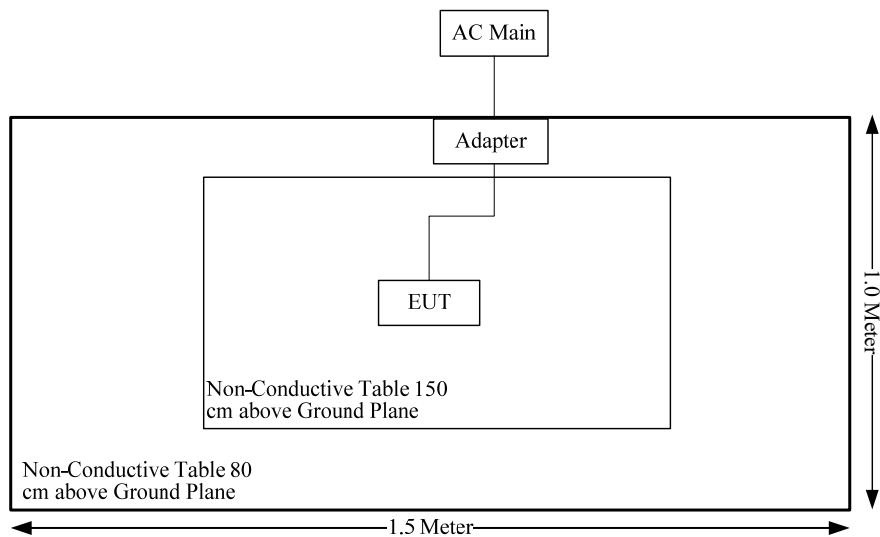 AC Main
Adapter
EUT
Non-Conductive Table 150
cm above Ground Plane
Non-Conductive Table 80
cm above Ground Plane
1.0 Meter
1.5 Meter